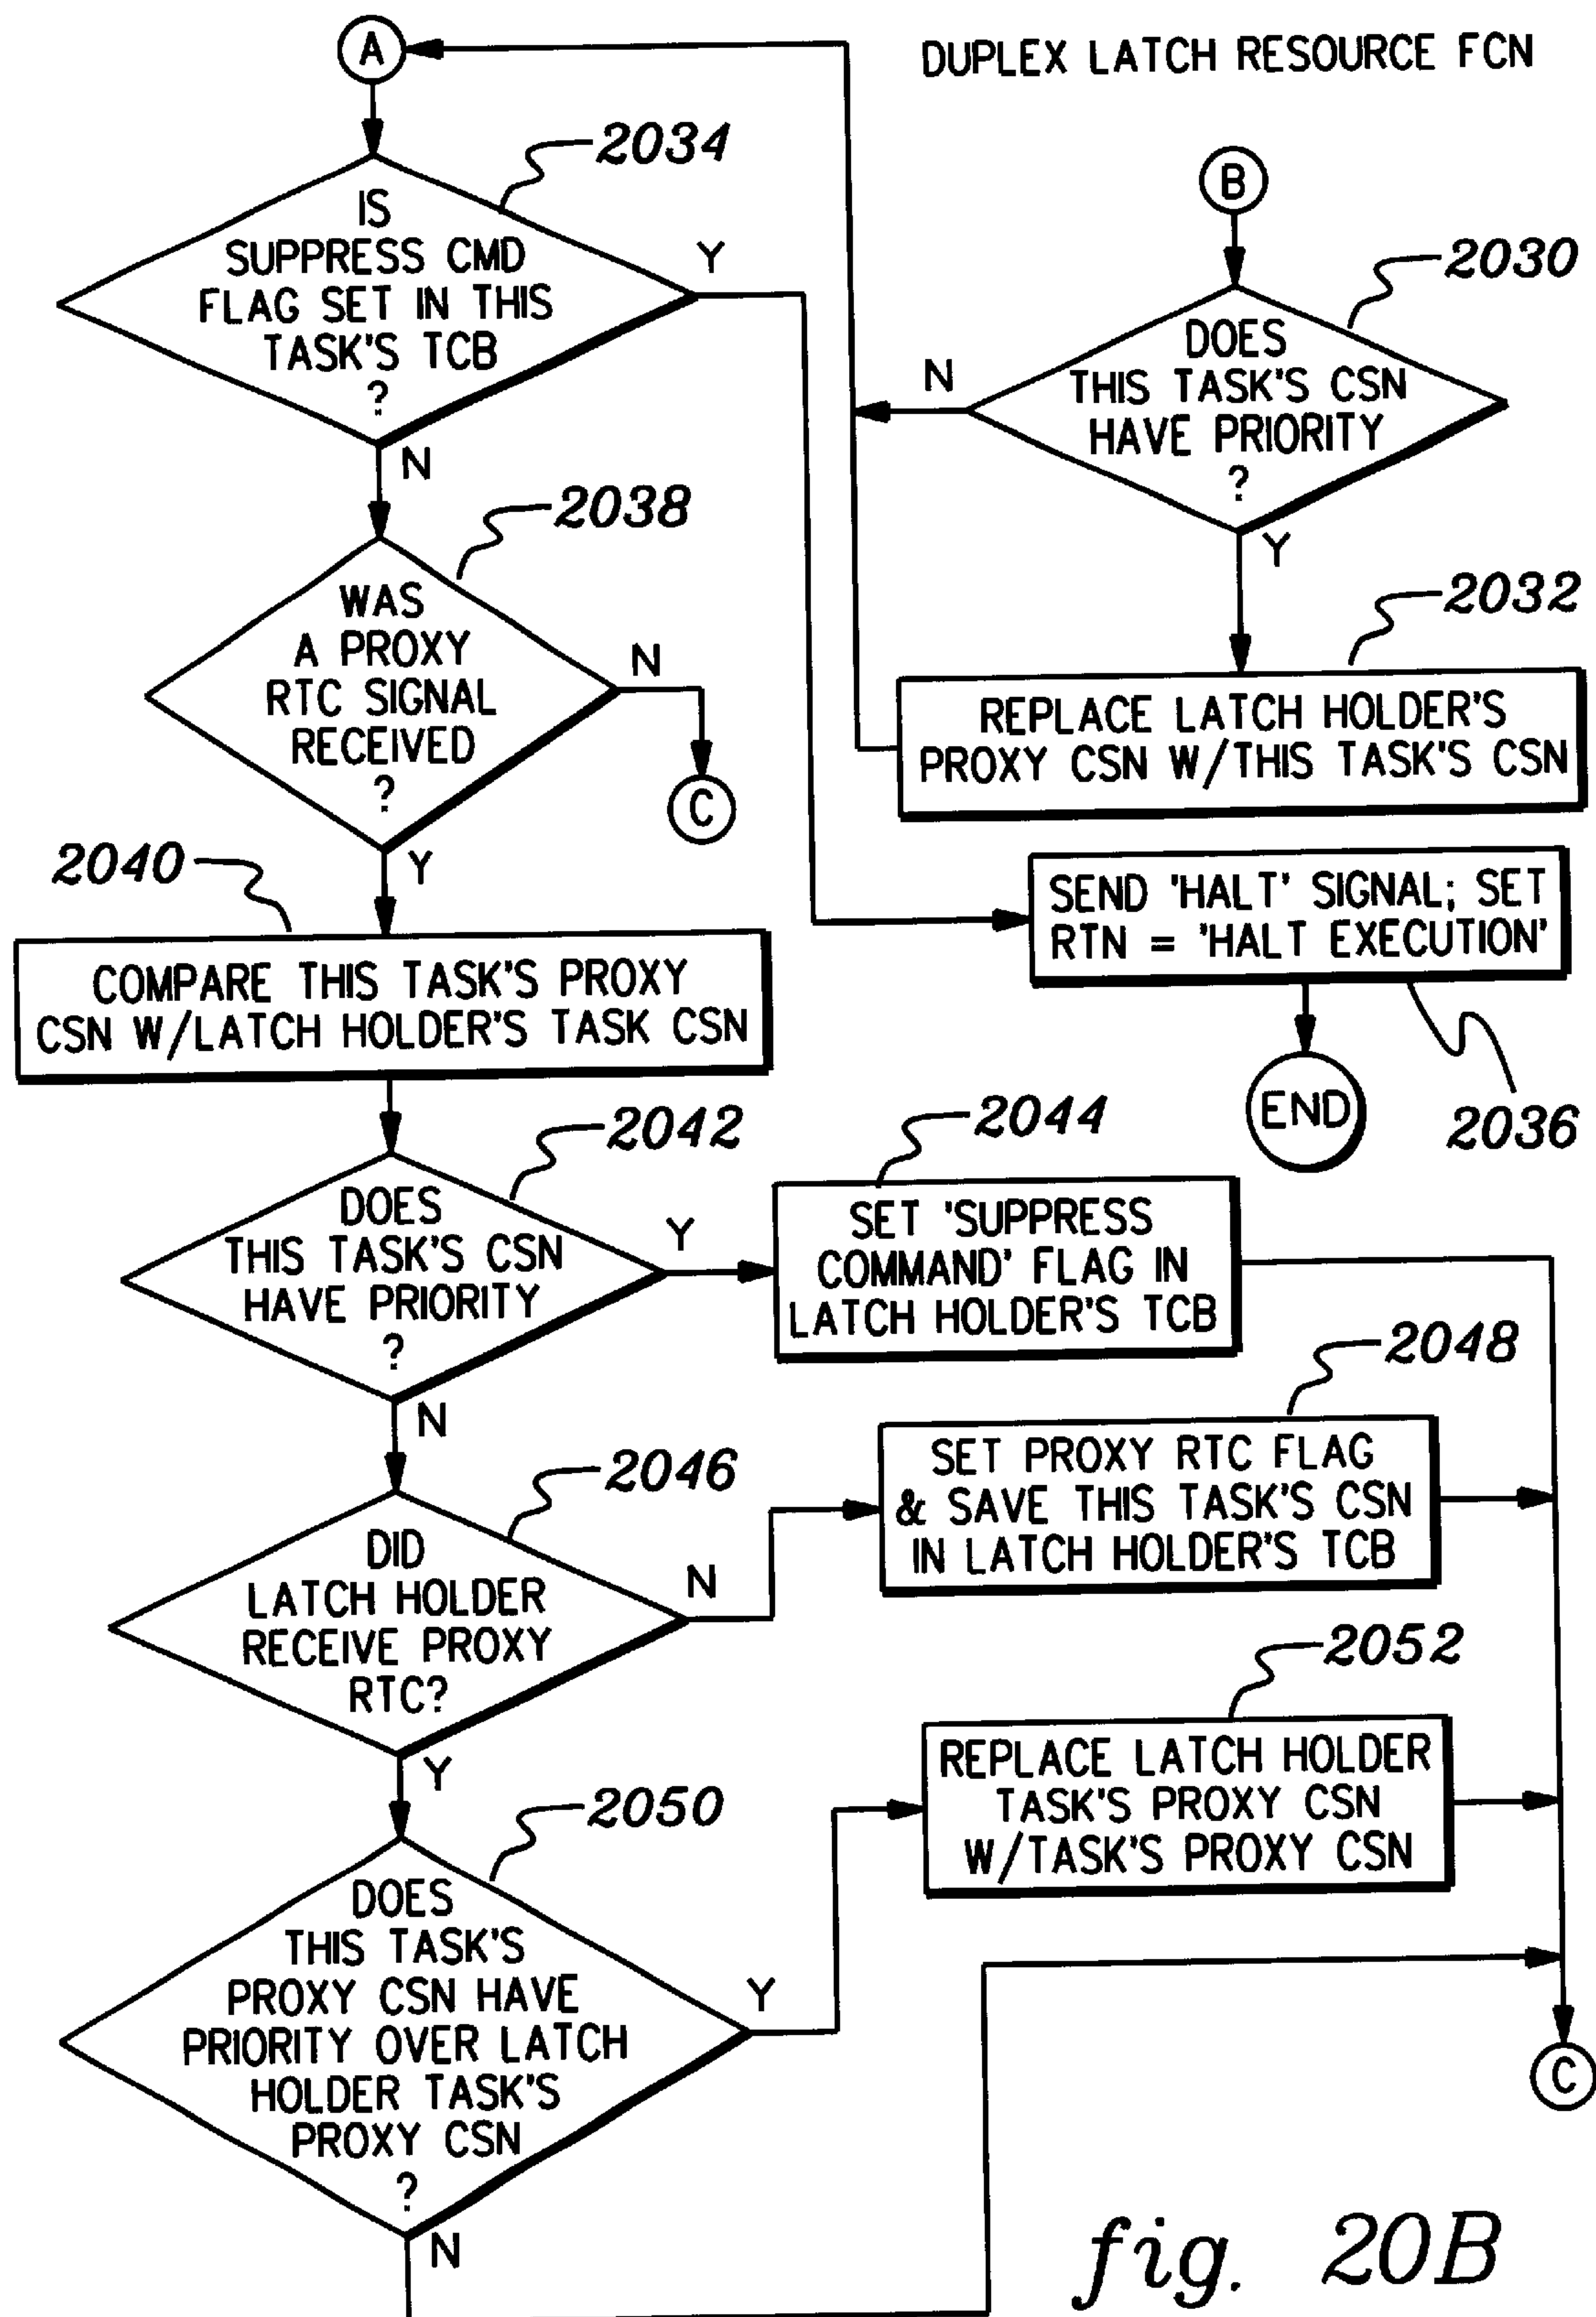 A
DUPLEX LATCH RESOURCE FCN
2034
IS
SUPPRESS CMD
FLAG SET IN THIS
TASK'S TCB
?
Y
N
B
2030
DOES
THIS TASK'S CSN
HAVE PRIORITY
?
N
Y
2038
WAS
A PROXY
RTC SIGNAL
RECEIVED
?
N
C
Y
2032
REPLACE LATCH HOLDER'S
PROXY CSN W/THIS TASK'S CSN
2040
COMPARE THIS TASK'S PROXY
CSN W/LATCH HOLDER'S TASK CSN
SEND 'HALT' SIGNAL; SET
RTN = 'HALT EXECUTION'
END
2036
2042
DOES
THIS TASK'S CSN
HAVE PRIORITY
?
Y
N
2044
SET 'SUPPRESS
COMMAND' FLAG IN
LATCH HOLDER'S TCB
2046
DID
LATCH HOLDER
RECEIVE PROXY
RTC?
N
Y
2048
SET PROXY RTC FLAG
& SAVE THIS TASK'S CSN
IN LATCH HOLDER'S TCB
2050
DOES
THIS TASK'S
PROXY CSN HAVE
PRIORITY OVER LATCH
HOLDER TASK'S
PROXY CSN
?
Y
N
2052
REPLACE LATCH HOLDER
TASK'S PROXY CSN
W/TASK'S PROXY CSN
C
fig. 20B